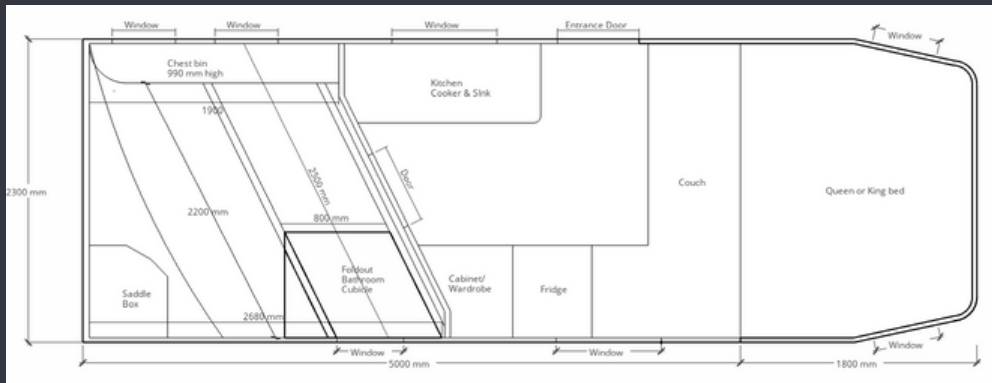 Window
Window
Window
Entrance Door
Window
Chest bin
990 mm high
Kitchen
Cooker & Sink
1900
2300 mm
2200 mm
2500 mm
Door
800 mm
Couch
Queen or King bed
Saddle
Box
Foldout
Bathroom
Cubicle
Cabinet/
Wardrobe
Fridge
2680 mm
Window
Window
Window
5000 mm
1800 mm